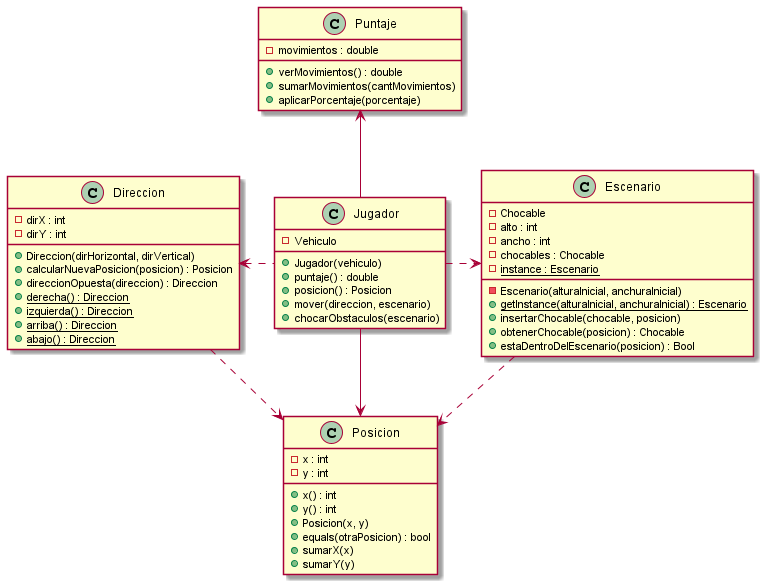 C Puntaje
movimientos : double
verMovimientos() : double
sumarMovimientos(cantMovimientos)
aplicarPorcentaje(porcentaje)
C Direccion
dirX : int
dirY : int
Direccion(dirHorizontal, dirVertical)
calcularNuevaPosicion(posicion) : Posicion
direccionOpuesta(direccion) : Direccion
derecha() : Direccion
izquierda() : Direccion
arriba() : Direccion
abajo() : Direccion
C Jugador
Vehiculo
Jugador(vehiculo)
puntaje() : double
posicion() : Posicion
mover(direccion, escenario)
chocarObstaculos(escenario)
C Escenario
Chocable
alto : int
ancho : int
chocables : Chocable
instance : Escenario
Escenario(alturaInicial, anchuraInicial)
getInstance(alturaInicial, anchuraInicial) : Escenario
insertarChocable(chocable, posicion)
obtenerChocable(posicion) : Chocable
estaDentroDelEscenario(posicion) : Bool
C Posicion
x : int
y : int
x() : int
y() : int
Posicion(x, y)
equals(otraPosicion) : bool
sumarX(x)
sumarY(y)